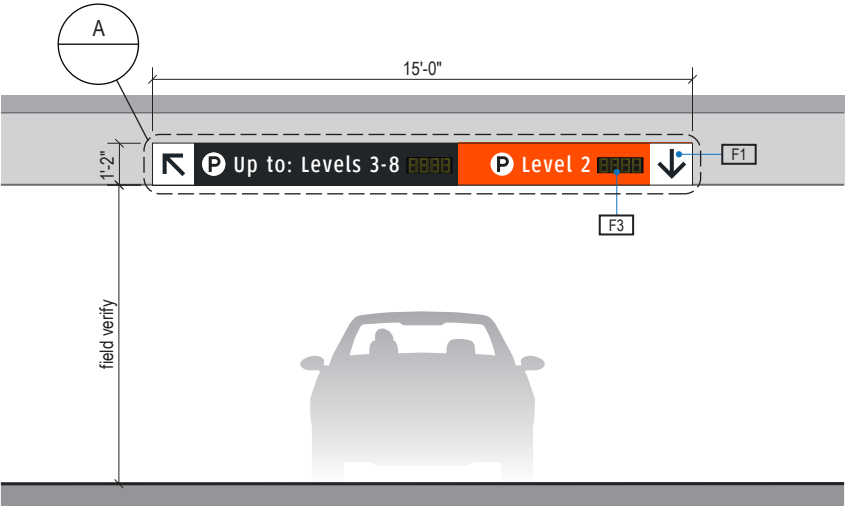 A
15'-0"
1'-2"
P Up to: Levels 3-8
P Level 2
F1
F3
field verify